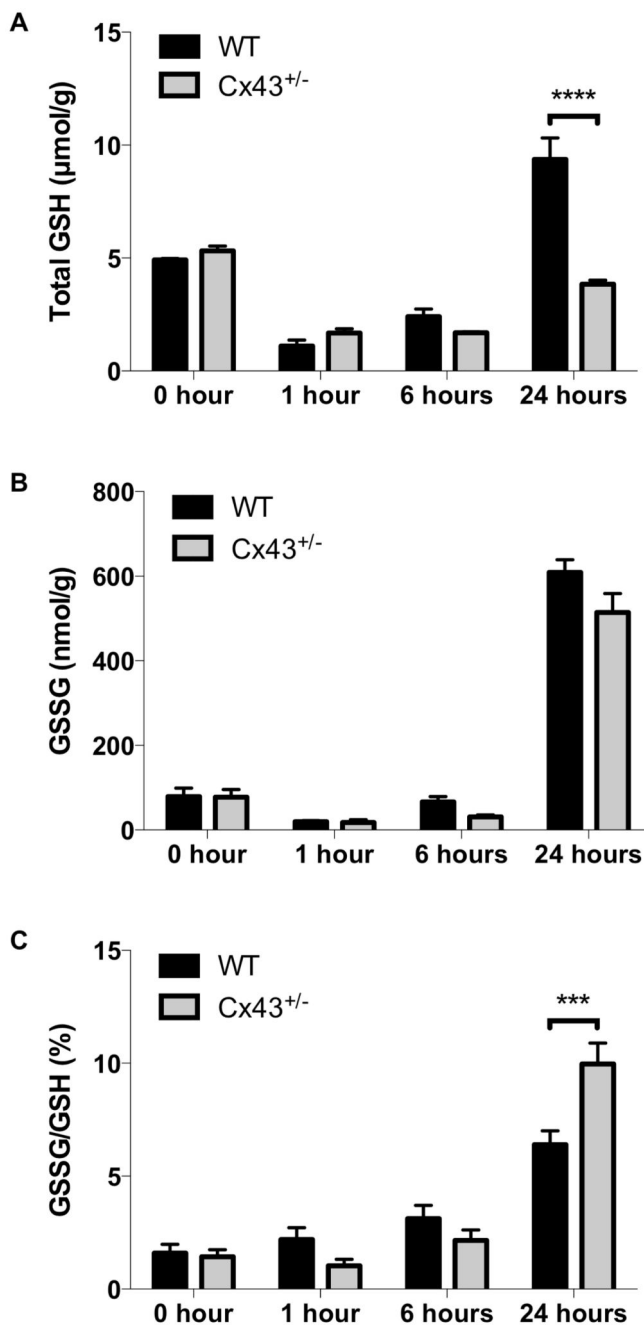 A
15
WT
Cx43+/-
****
10
Total GSH (µmol/g)
5
0
0 hour 1 hour 6 hours 24 hours
B
800
WT
Cx43+/-
600
GSSG (nmol/g)
400
200
0
0 hour 1 hour 6 hours 24 hours
C
15
WT
Cx43+/-
***
10
GSSG/GSH (%)
5
0
0 hour 1 hour 6 hours 24 hours